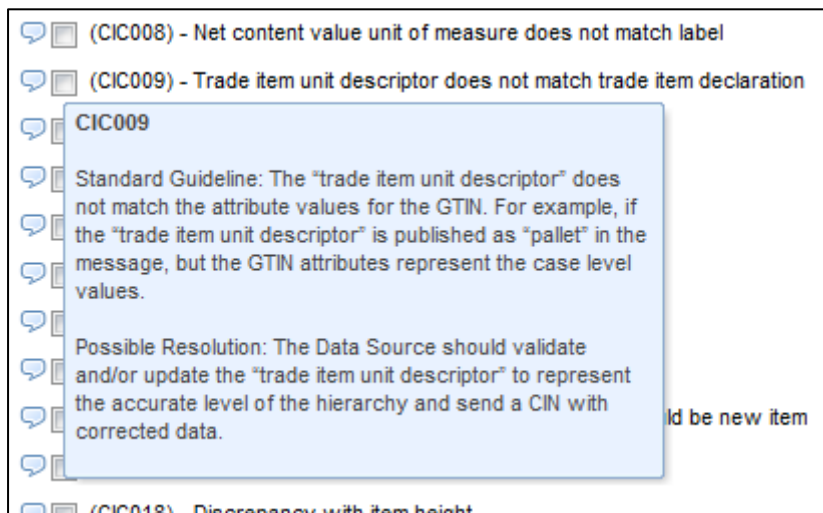 (CIC008) - Net content value unit of measure does not match label
(CIC009) - Trade item unit descriptor does not match trade item declaration
CIC009
Standard Guideline: The “trade item unit descriptor” does
not match the attribute values for the GTIN. For example, if
the “trade item unit descriptor” is published as “pallet” in the
message, but the GTIN attributes represent the case level
values.
Possible Resolution: The Data Source should validate
and/or update the “trade item unit descriptor” to represent
the accurate level of the hierarchy and send a CIN with
corrected data.
be new item
(CIC018) - Discrepancy with item height